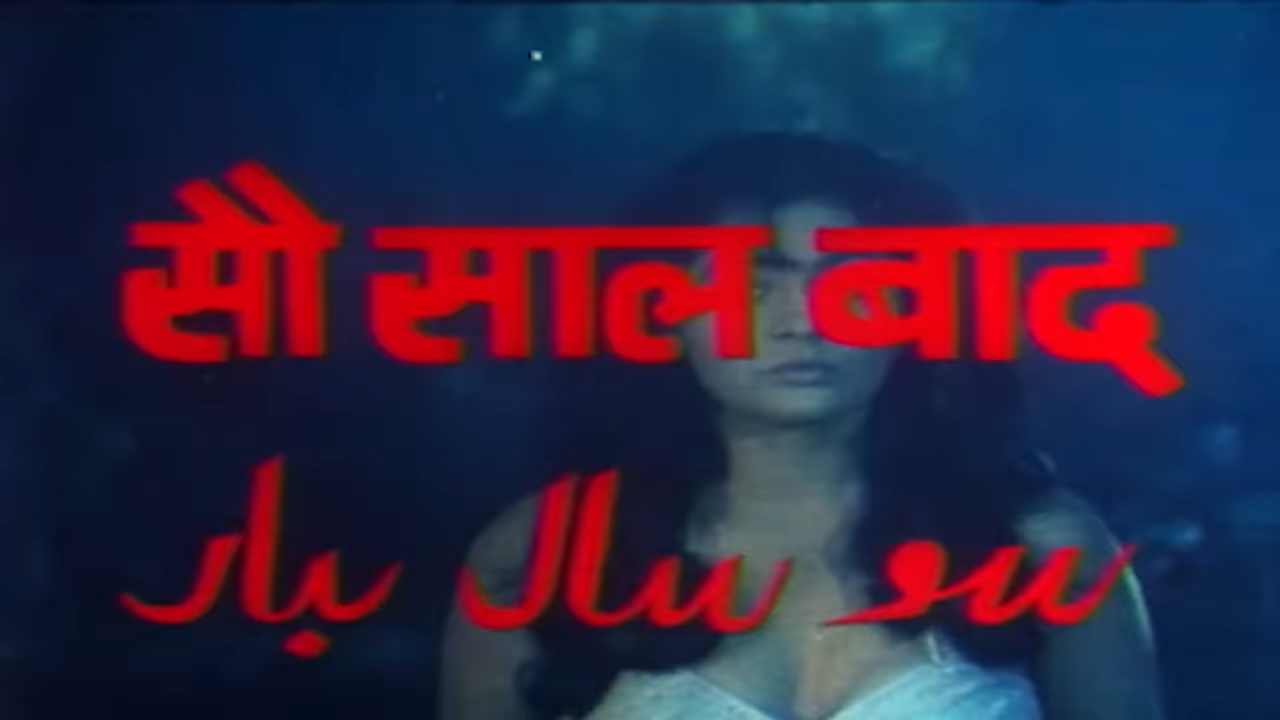 सौ साल बाद
سو سال بار